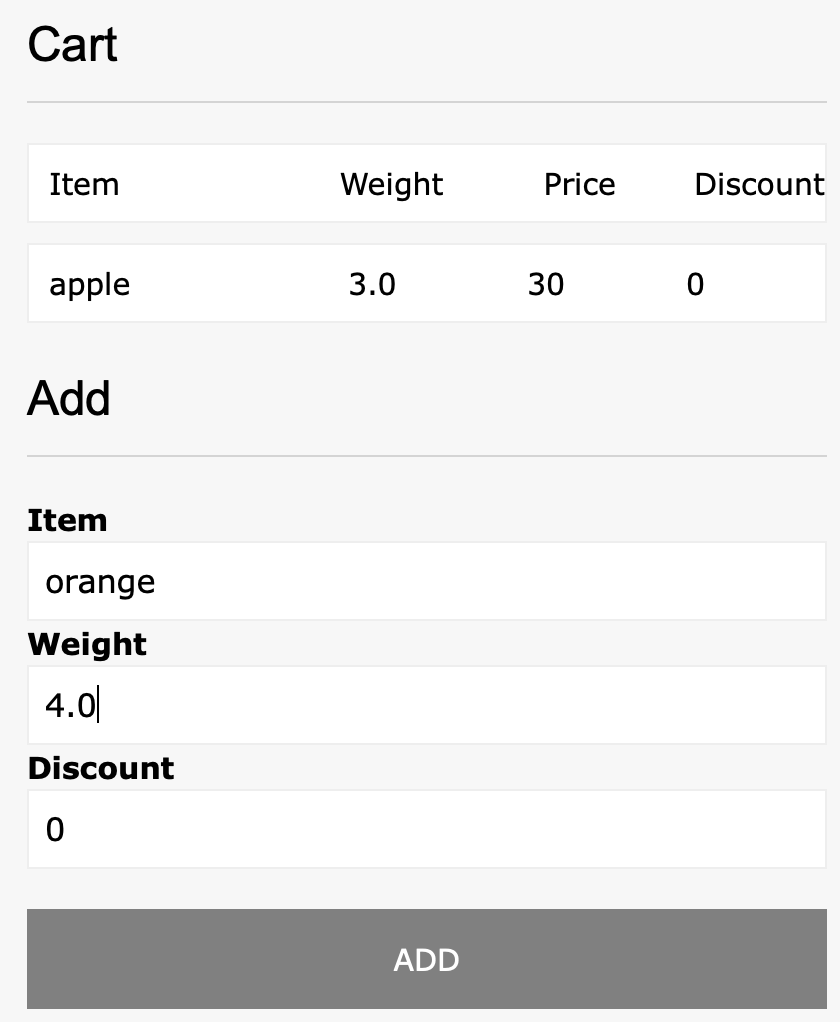 Cart
Item Weight Price Discount
apple 3.0 30 0
Add
Item
orange
Weight
4.0
Discount
0
ADD